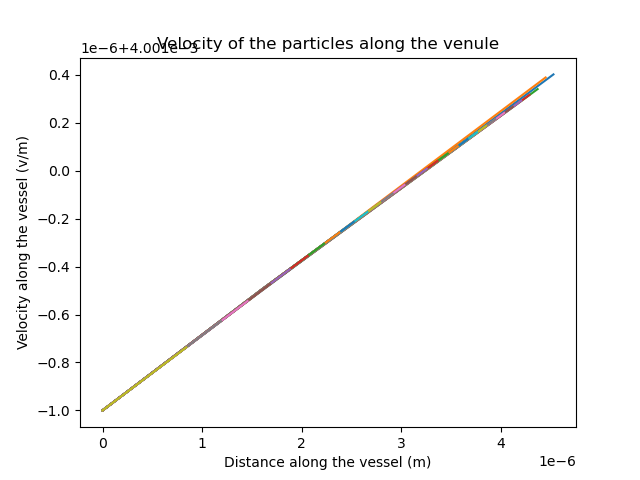 Velocity of the particles along the venule
1e−6+4.001e−3
0.4
0.2
0.0
−0.2
−0.4
−0.6
−0.8
−1.0
Velocity along the vessel (v/m)
0 1 2 3 4
1e−6
Distance along the vessel (m)